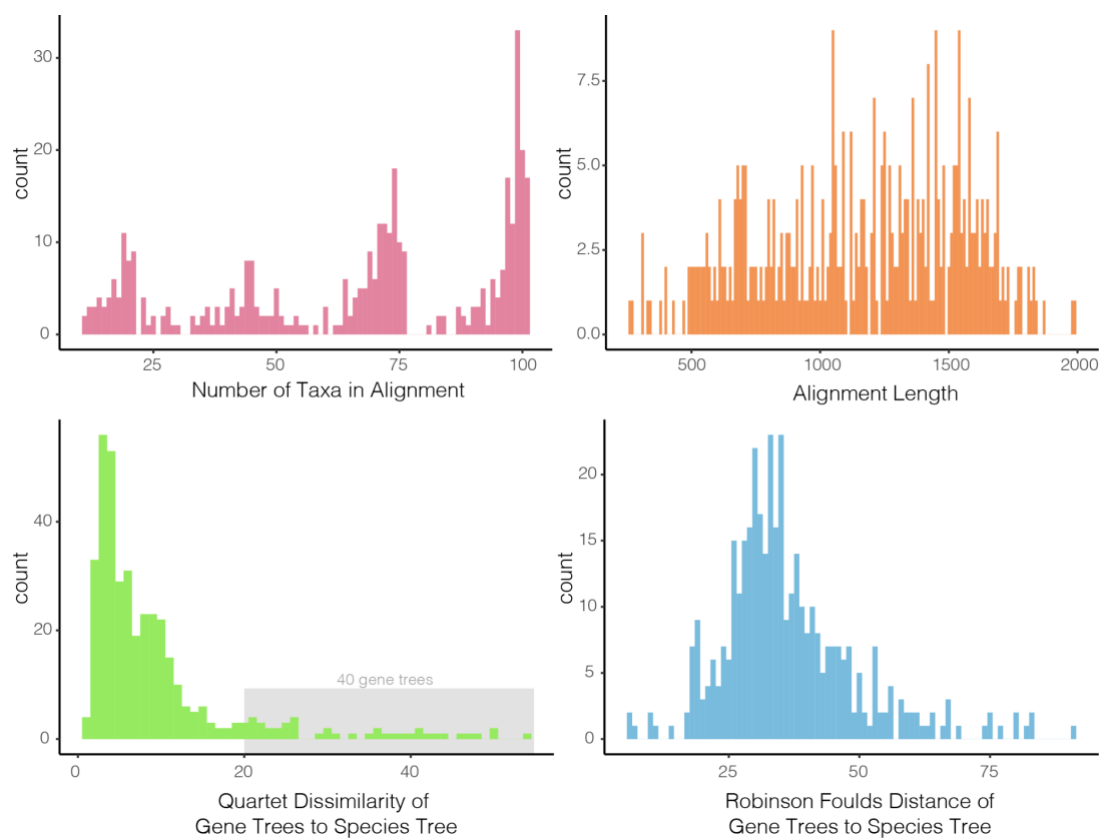 30
20
10
0
count
25
50
75
100
Number of Taxa in Alignment
7.5
5.0
2.5
0.0
count
500
1000
1500
2000
Alignment Length
40
20
0
count
40 gene trees
0
20
40
Quartet Dissimilarity of
Gene Trees to Species Tree
20
15
10
5
0
count
25
50
75
Robinson Foulds Distance of
Gene Trees to Species Tree